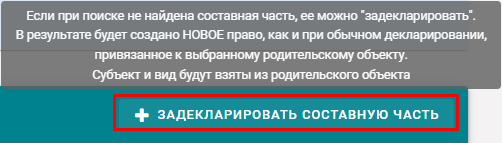 Если при поиске не найдена составная часть, ее можно "задекларировать".
В результате будет создано НОВОЕ право, как и при обычном декларировании,
привязанное к выбранному родительскому объекту.
Субъект и вид будут взяты из родительского объекта
ЗАДЕКЛАРИРОВАТЬ СОСТАВНУЮ ЧАСТЬ